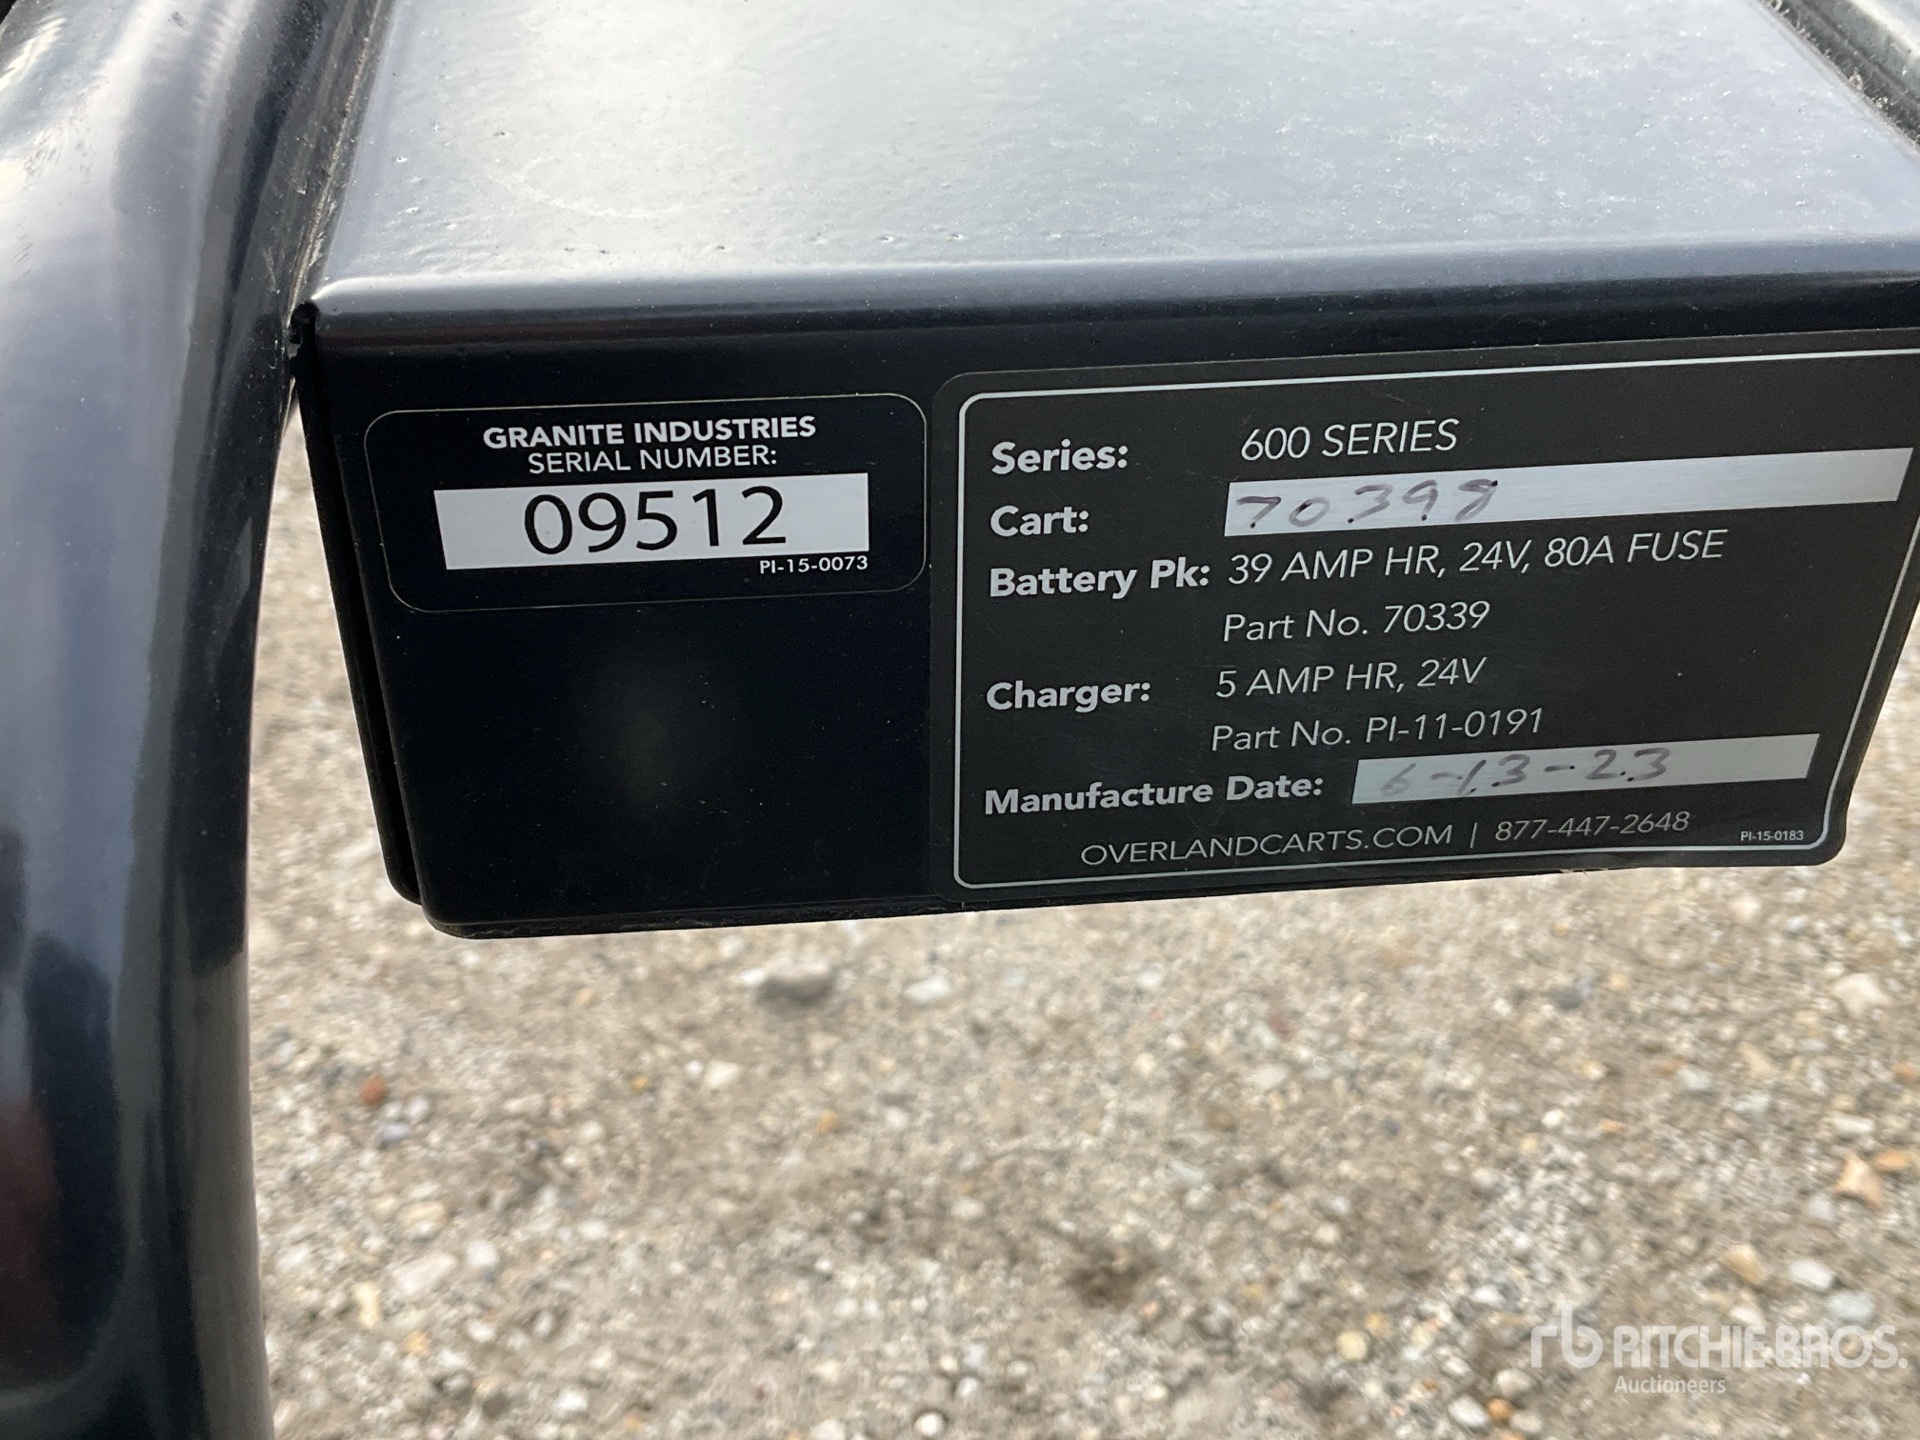 GRANITE INDUSTRIES
SERIAL NUMBER:
09512
PI-15-0073
Series: 600 SERIES
Cart: 70398
Battery Pk: 39 AMP HR, 24V, 80A FUSE
Part No. 70339
Charger: 5 AMP HR, 24V
Part No. PI-11-0191
Manufacture Date: 6-13-23
OVERLANDCARTS.COM | 877-447-2648
PI-15-0183
rb RITCHIE BROS.
Auctioneers